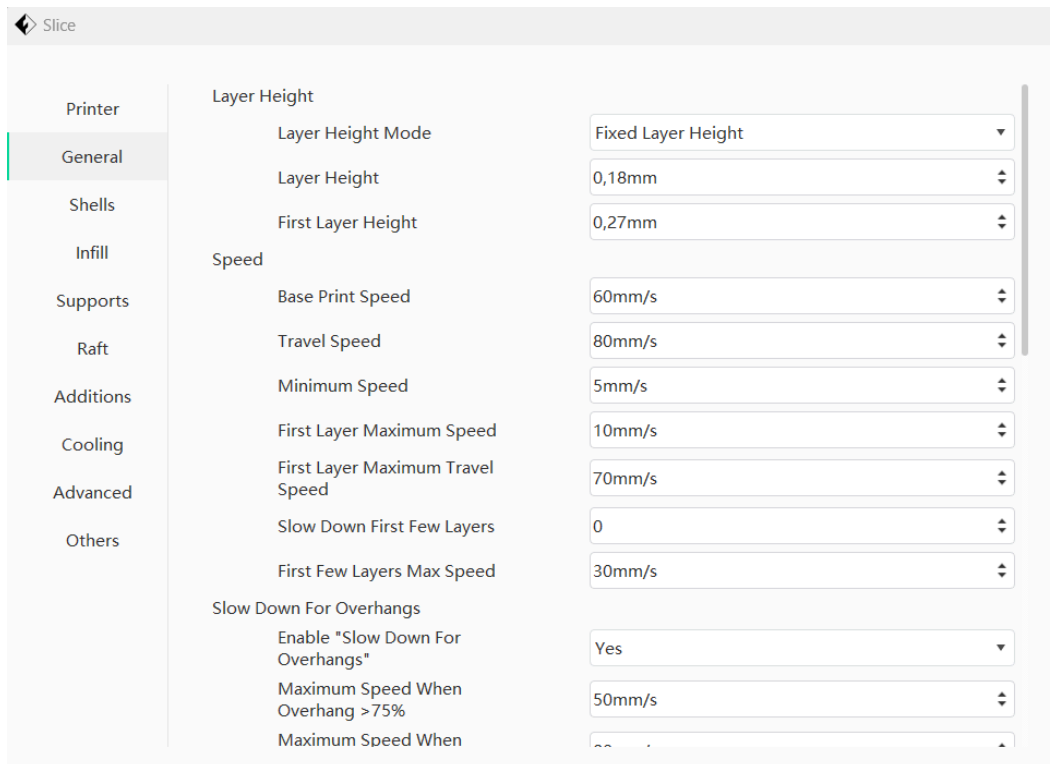 Slice
Printer
General
Shells
Infill
Supports
Raft
Additions
Cooling
Advanced
Others
Layer Height
Layer Height Mode Fixed Layer Height
Layer Height 0,18mm
First Layer Height 0,27mm
Speed
Base Print Speed 60mm/s
Travel Speed 80mm/s
Minimum Speed 5mm/s
First Layer Maximum Speed 10mm/s
First Layer Maximum Travel
Speed 70mm/s
Slow Down First Few Layers 0
First Few Layers Max Speed 30mm/s
Slow Down For Overhangs
Enable "Slow Down For
Overhangs" Yes
Maximum Speed When
Overhang >75% 50mm/s
Maximum Speed When